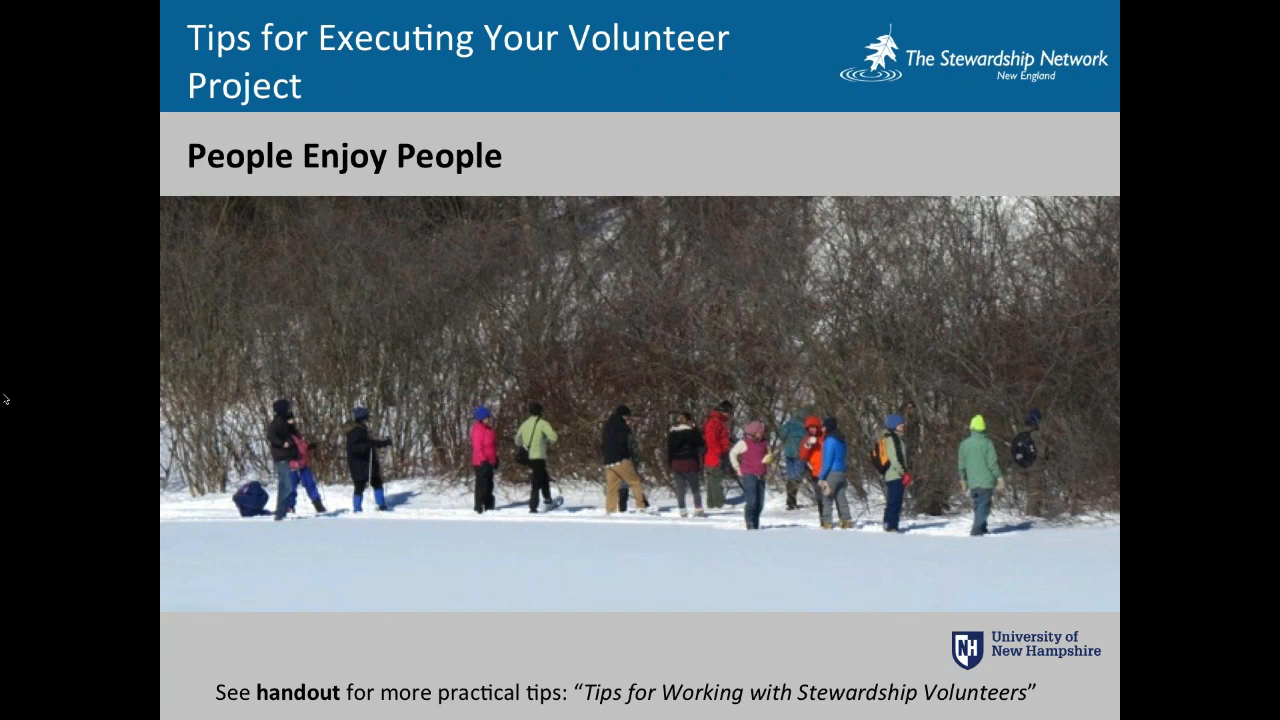 Tips for Executing Your Volunteer
Project
The Stewardship Network
New England
People Enjoy People
NH
University of
New Hampshire
See handout for more practical tips: “Tips for Working with Stewardship Volunteers”